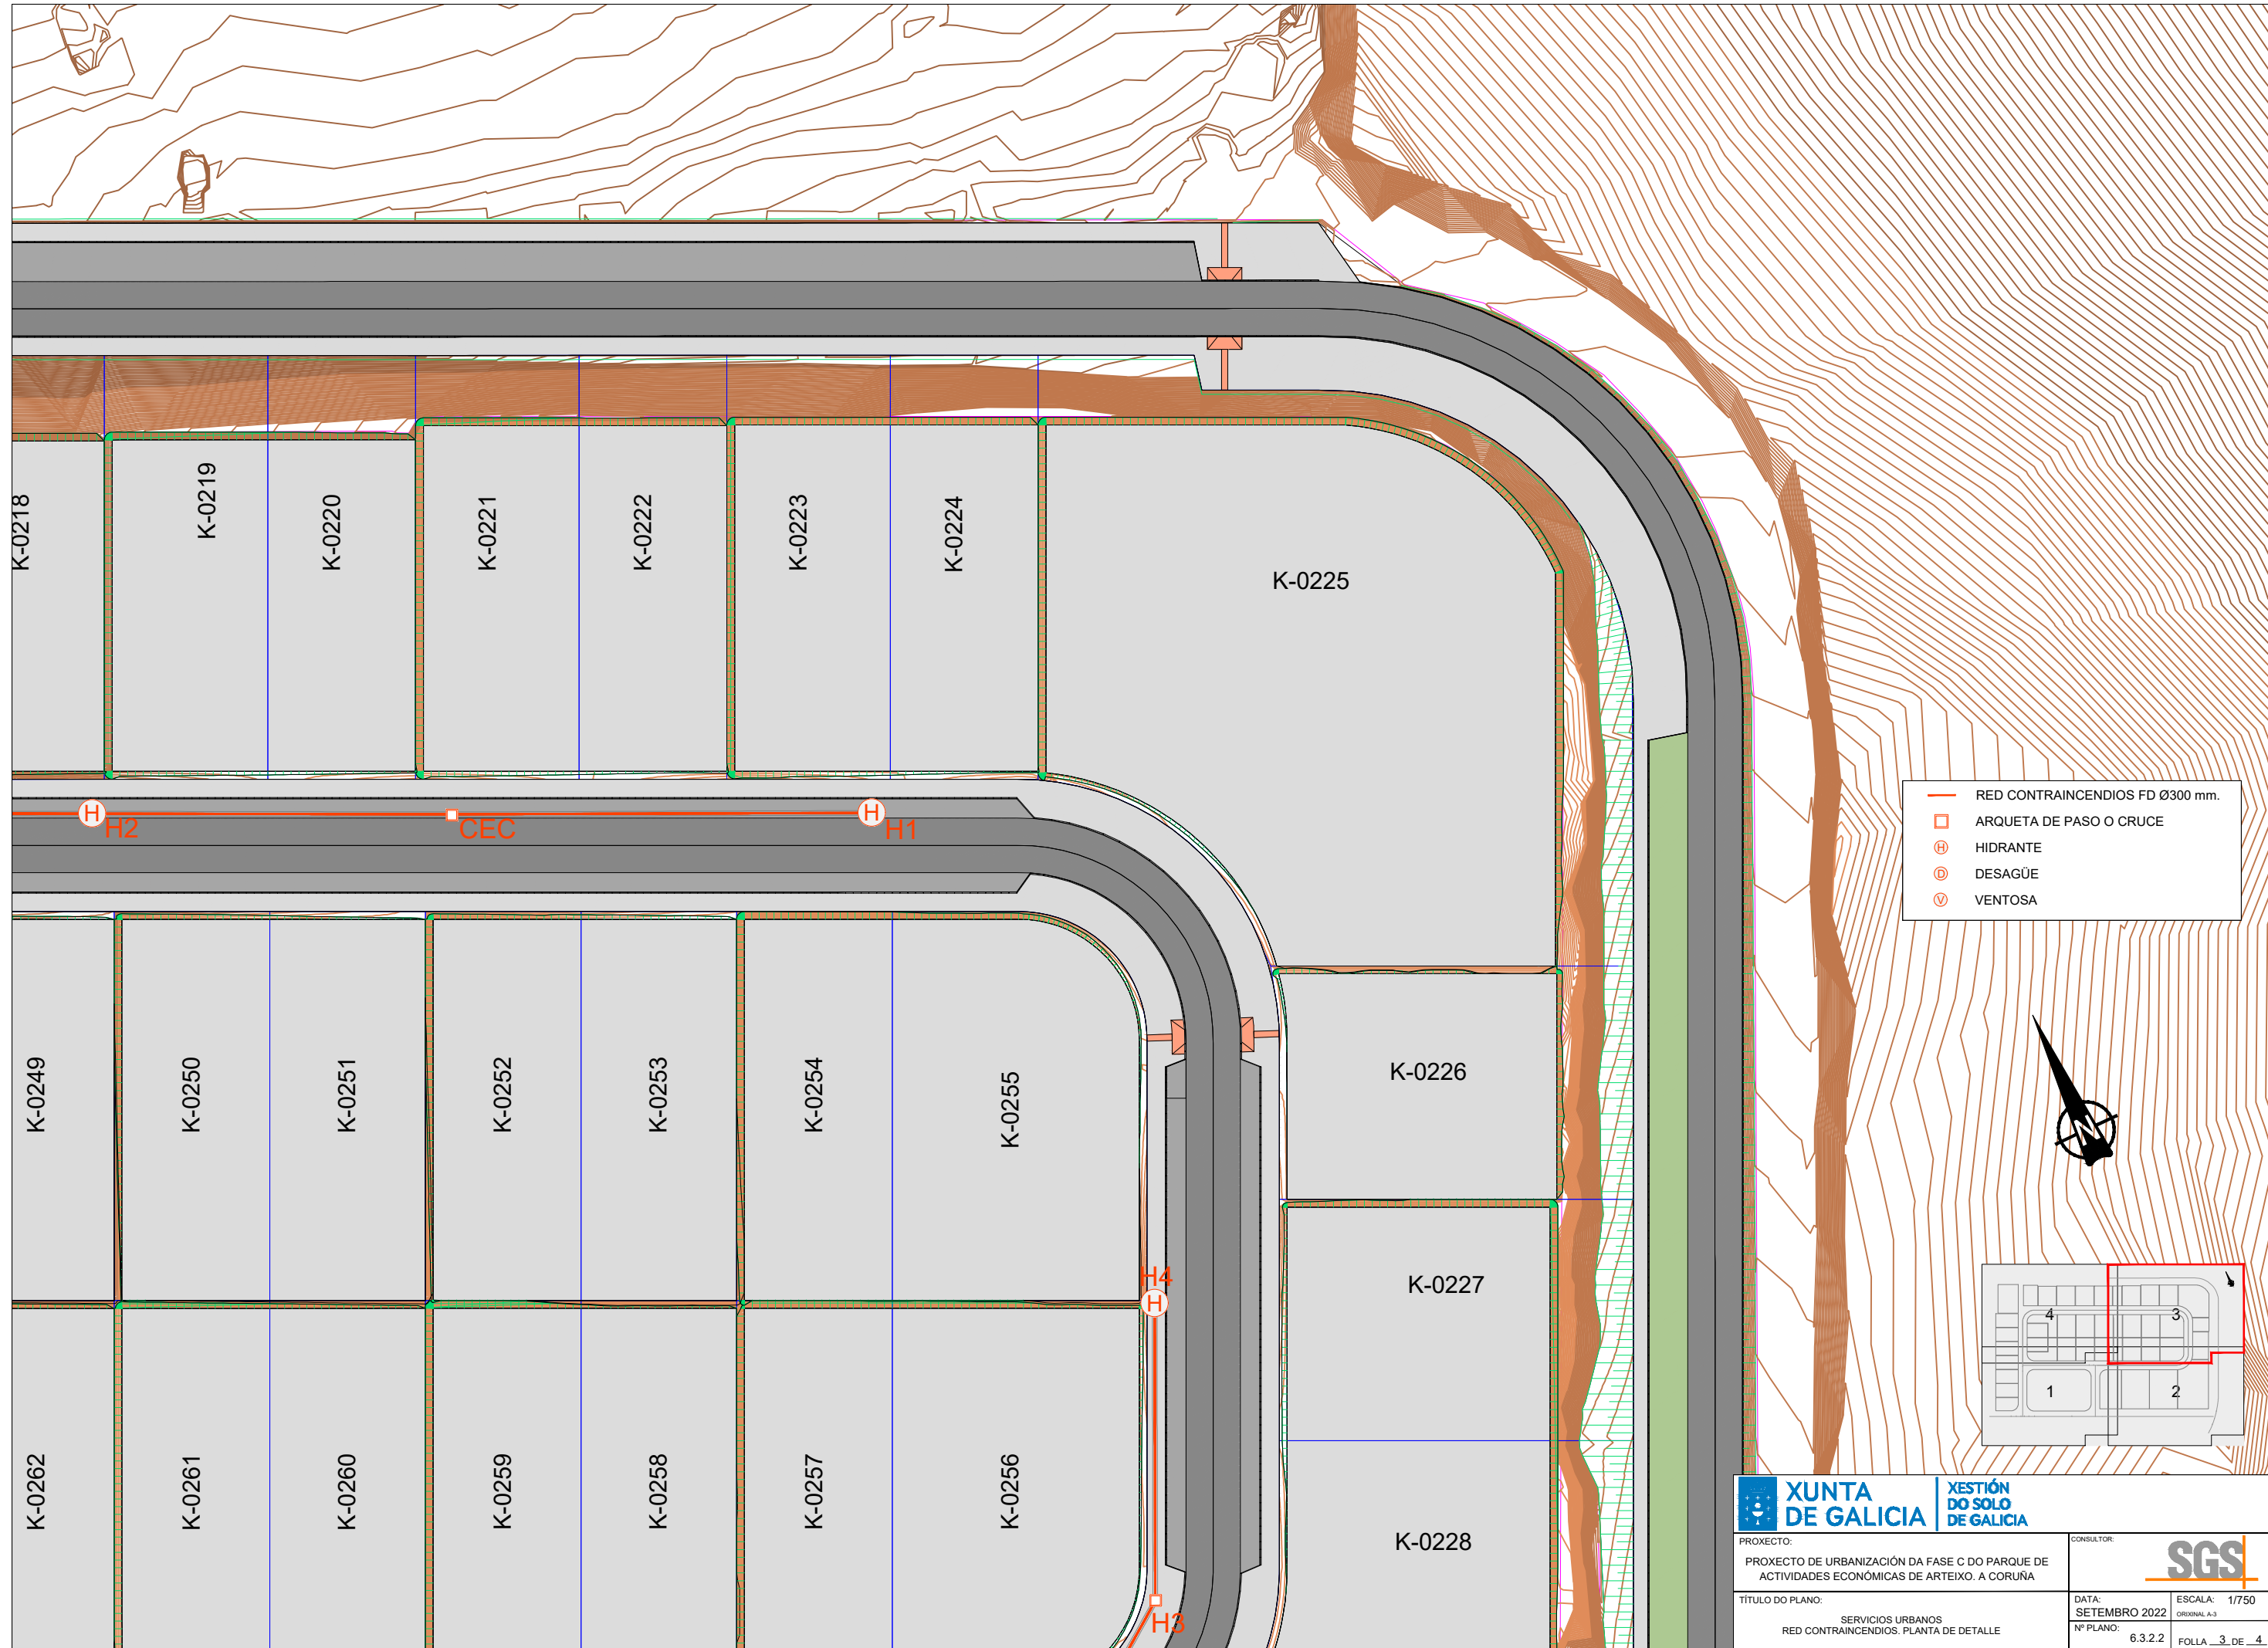 K-0218
K-0219
K-0220
K-0221
K-0222
K-0223
K-0224
K-0225
H
H2
CEC
H
H1
RED CONTRAINCENDIOS FD Ø300 mm.
ARQUETA DE PASO O CRUCE
H HIDRANTE
D DESAGÜE
V VENTOSA
K-0249
K-0250
K-0251
K-0252
K-0253
K-0254
K-0255
K-0226
K-0227
H4
H
4
3
1
2
K-0262
K-0261
K-0260
K-0259
K-0258
K-0257
K-0256
K-0228
H3
XUNTA
DE GALICIA
XESTIÓN
DO SOLO
DE GALICIA
PROXECTO:
PROXECTO DE URBANIZACIÓN DA FASE C DO PARQUE DE
ACTIVIDADES ECONÓMICAS DE ARTEIXO. A CORUÑA
CONSULTOR:
SGS
TÍTULO DO PLANO:
SERVICIOS URBANOS
RED CONTRAINCENDIOS. PLANTA DE DETALLE
DATA:
SETEMBRO 2022
ESCALA: 1/750
ORIXINAL A-3
Nº PLANO:
6.3.2.2
FOLLA 3 DE 4